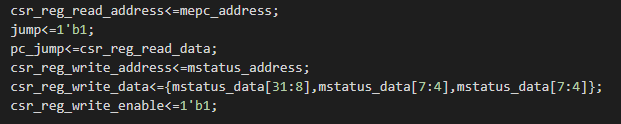 csr_reg_read_address<=mepc_address;
jump<=1'b1;
pc_jump<=csr_reg_read_data;
csr_reg_write_address<=mstatus_address;
csr_reg_write_data<={mstatus_data[31:8],mstatus_data[7:4],mstatus_data[7:4]};
csr_reg_write_enable<=1'b1;